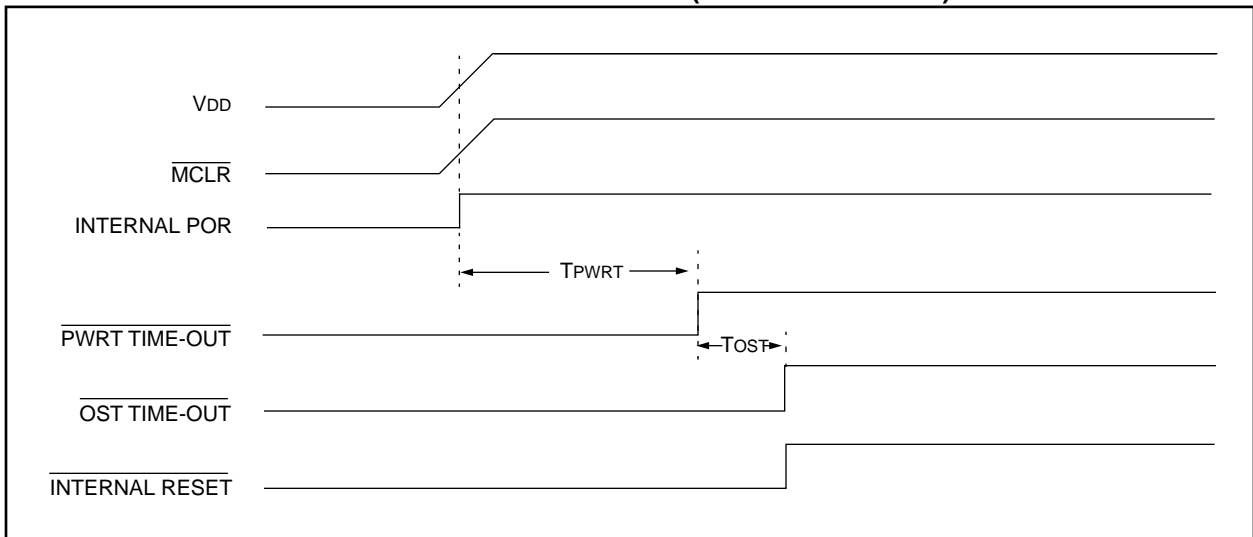 VDD
MCLR
INTERNAL POR
TPWRT
PWRT TIME-OUT
TOST
OST TIME-OUT
INTERNAL RESET